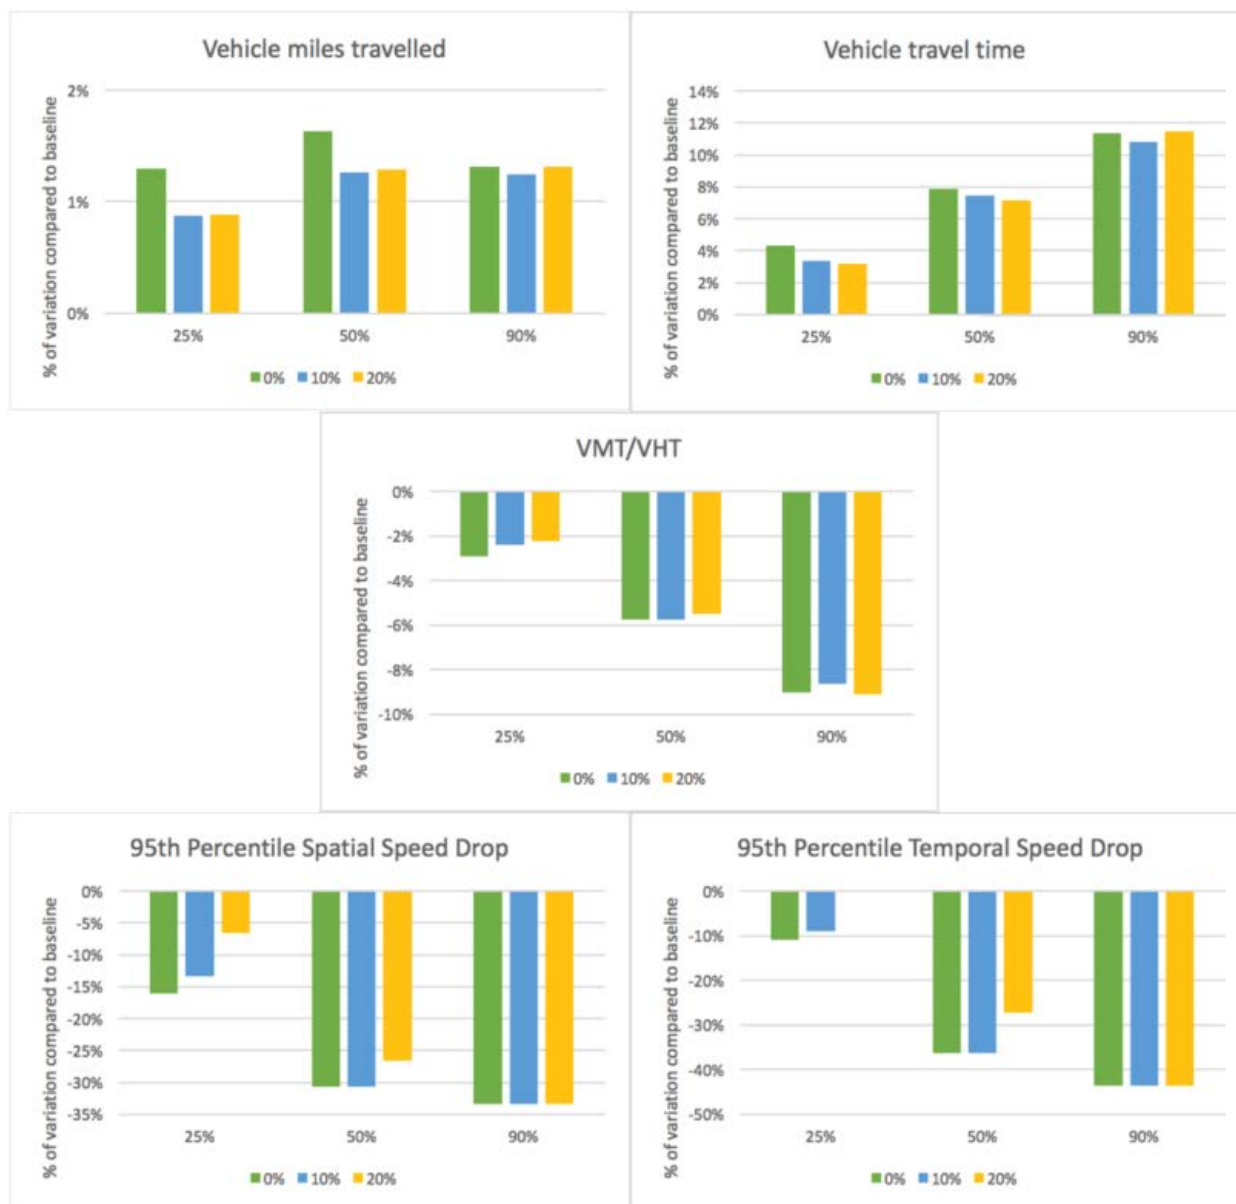 Vehicle miles travelled
% of variation compared to baseline
2%
1%
0%
25% 50% 90%
0% 10% 20%
Vehicle travel time
% of variation compared to baseline
14%
12%
10%
8%
6%
4%
2%
0%
25% 50% 90%
0% 10% 20%
VMT/VHT
% of variation compared to baseline
0%
-2%
-4%
-6%
-8%
-10%
25% 50% 90%
0% 10% 20%
95th Percentile Spatial Speed Drop
% of variation compared to baseline
0%
-5%
-10%
-15%
-20%
-25%
-30%
-35%
25% 50% 90%
0% 10% 20%
95th Percentile Temporal Speed Drop
% of variation compared to baseline
0%
-10%
-20%
-30%
-40%
-50%
25% 50% 90%
0% 10% 20%